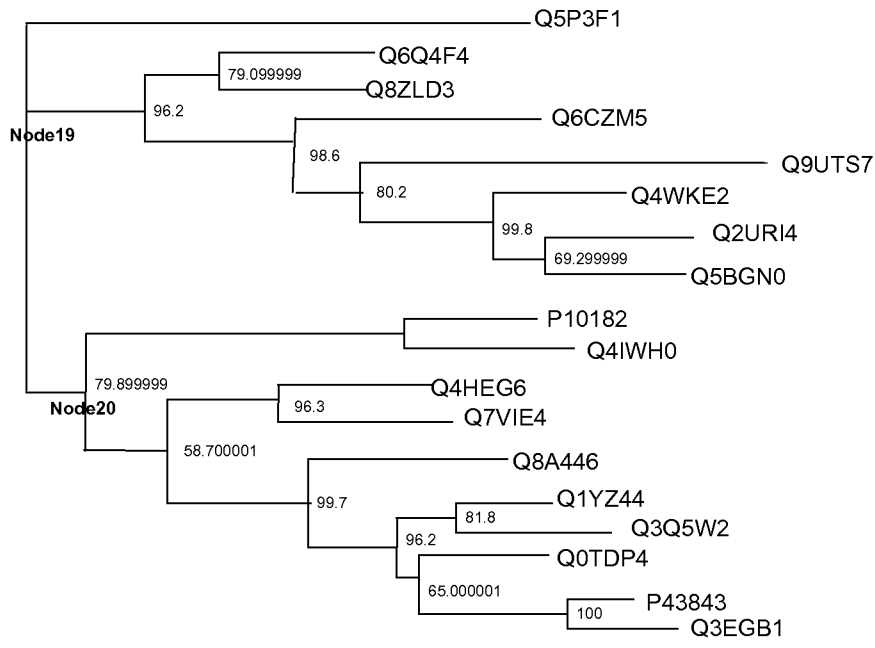 Q5P3F1
Q6Q4F4
79.099999
Q8ZLD3
96.2
Q6CZM5
Node19
98.6
Q9UTS7
80.2
Q4WKE2
99.8
Q2URI4
69.299999
Q5BGN0
P10182
Q4IWH0
79.899999
Q4HEG6
Node20
96.3
Q7VIE4
58.700001
Q8A446
99.7
Q1YZ44
81.8
Q3Q5W2
96.2
Q0TDP4
65.000001
P43843
100
Q3EGB1